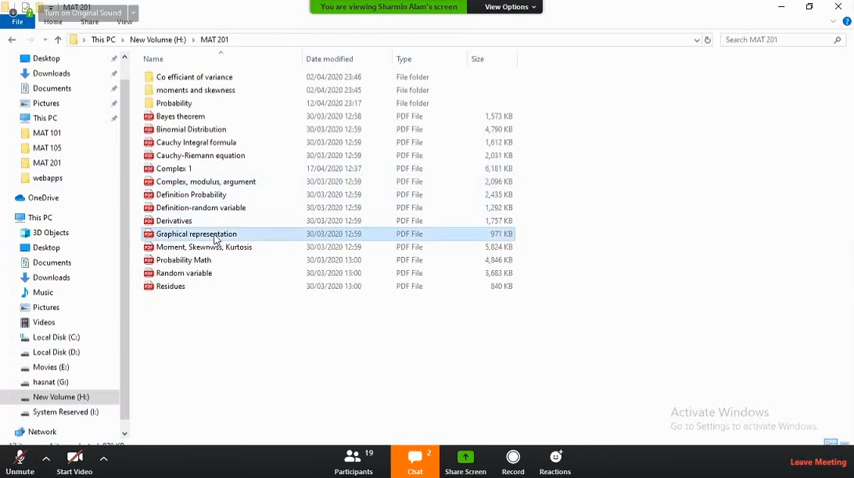 MAT 201
Turn on Original Sound
You are viewing Sharmin Alam's screen
View Options
File
Home
Share
View
This PC
New Volume (H:)
MAT 201
Search MAT 201
Name
Date modified
Type
Size
Desktop
Downloads
Documents
Pictures
This PC
MAT 101
MAT 105
MAT 201
webapps
OneDrive
This PC
3D Objects
Desktop
Documents
Downloads
Music
Pictures
Videos
Local Disk (C:)
Local Disk (D:)
Movies (E:)
hasnat (G:)
New Volume (H:)
System Reserved (I:)
Network
Co efficiant of variance 02/04/2020 23:46 File folder
moments and skewness 02/04/2020 23:45 File folder
Probability 12/04/2020 23:17 File folder
Bayes theorem 30/03/2020 12:58 PDF File 1,573 KB
Binomial Distribution 30/03/2020 12:59 PDF File 4,790 KB
Cauchy Integral formula 30/03/2020 12:59 PDF File 1,612 KB
Cauchy-Riemann equation 30/03/2020 12:59 PDF File 2,031 KB
Complex 1 17/04/2020 12:37 PDF File 6,181 KB
Complex, modulus, argument 30/03/2020 12:59 PDF File 2,096 KB
Definition Probability 30/03/2020 12:59 PDF File 2,435 KB
Definition-random variable 30/03/2020 12:59 PDF File 1,292 KB
Derivatives 30/03/2020 12:59 PDF File 1,757 KB
Graphical representation 30/03/2020 12:59 PDF File 971 KB
Moment, Skewnwss, Kurtosis 30/03/2020 12:59 PDF File 5,824 KB
Probability Math 30/03/2020 13:00 PDF File 4,846 KB
Random variable 30/03/2020 13:00 PDF File 3,683 KB
Residues 30/03/2020 13:00 PDF File 840 KB
Activate Windows
Go to Settings to activate Windows.
Unmute
Start Video
19
Participants
2
Chat
Share Screen
Record
Reactions
Leave Meeting